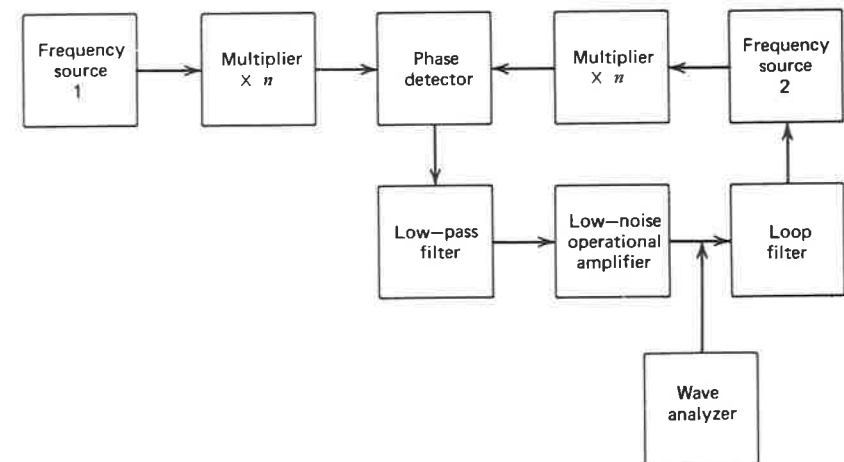 Frequency
source
1
Multiplier
× n
Phase
detector
Multiplier
× n
Frequency
source
2
Low–pass
filter
Low–noise
operational
amplifier
Loop
filter
Wave
analyzer